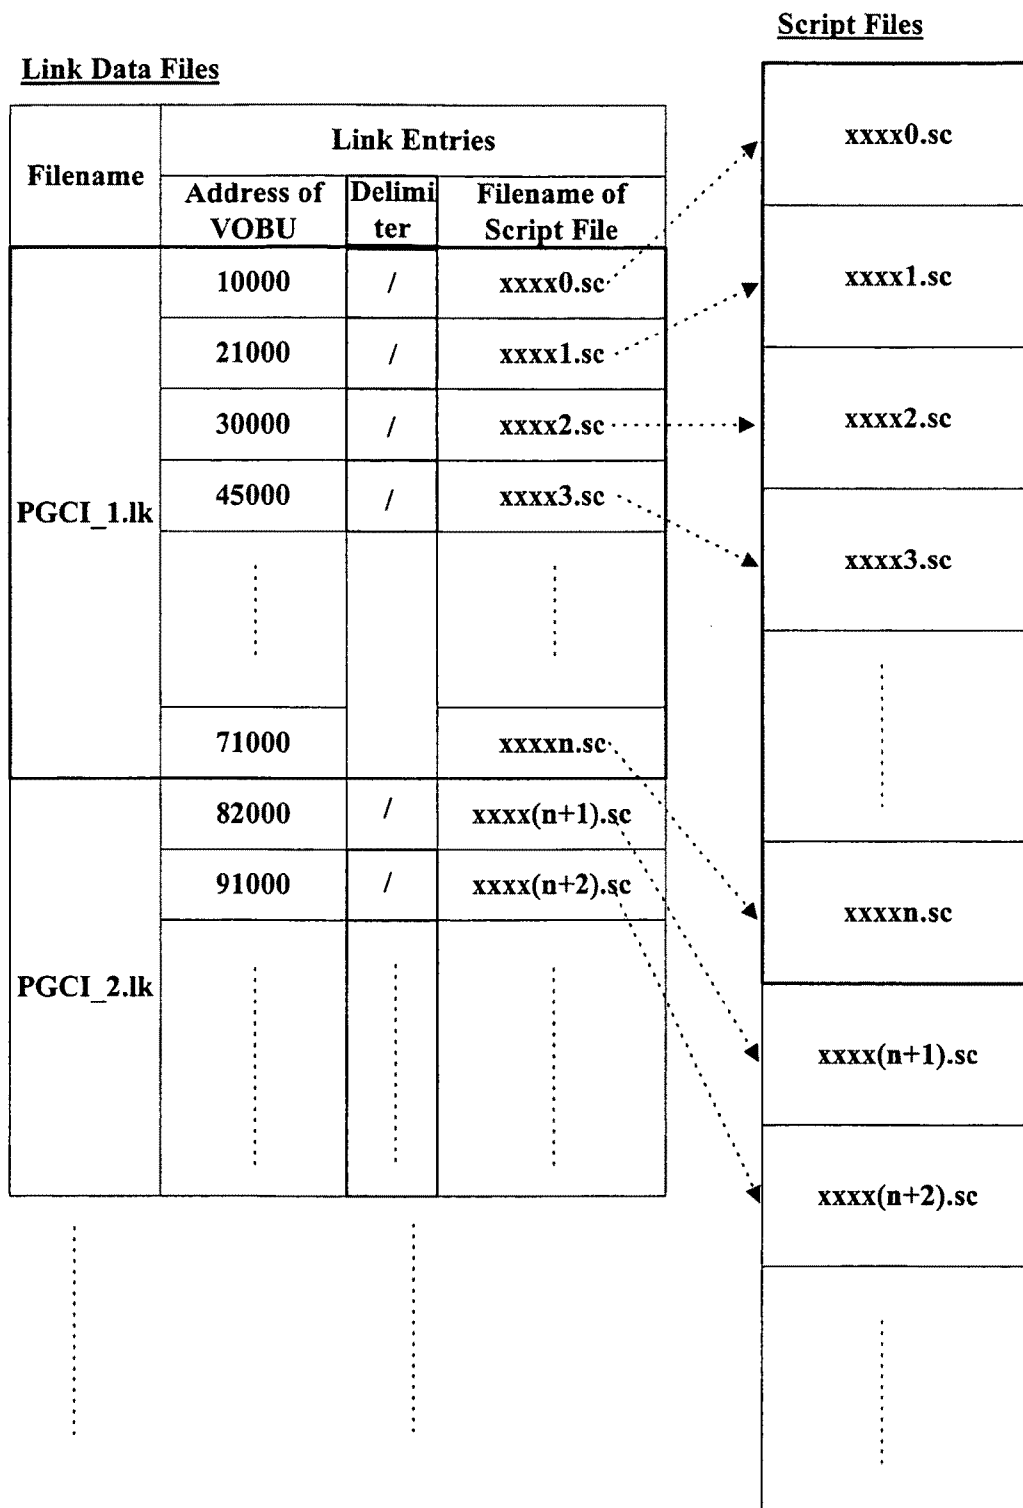 Script Files
Link Data Files
Filename
Link Entries
Address of
VOBU
Delimi
ter
Filename of
Script File
PGCI_1.lk
10000 / xxxx0.sc
21000 / xxxx1.sc
30000 / xxxx2.sc
45000 / xxxx3.sc
71000 xxxxn.sc
PGCI_2.lk
82000 / xxxx(n+1).sc
91000 / xxxx(n+2).sc
xxxx0.sc
xxxx1.sc
xxxx2.sc
xxxx3.sc
xxxxn.sc
xxxx(n+1).sc
xxxx(n+2).sc